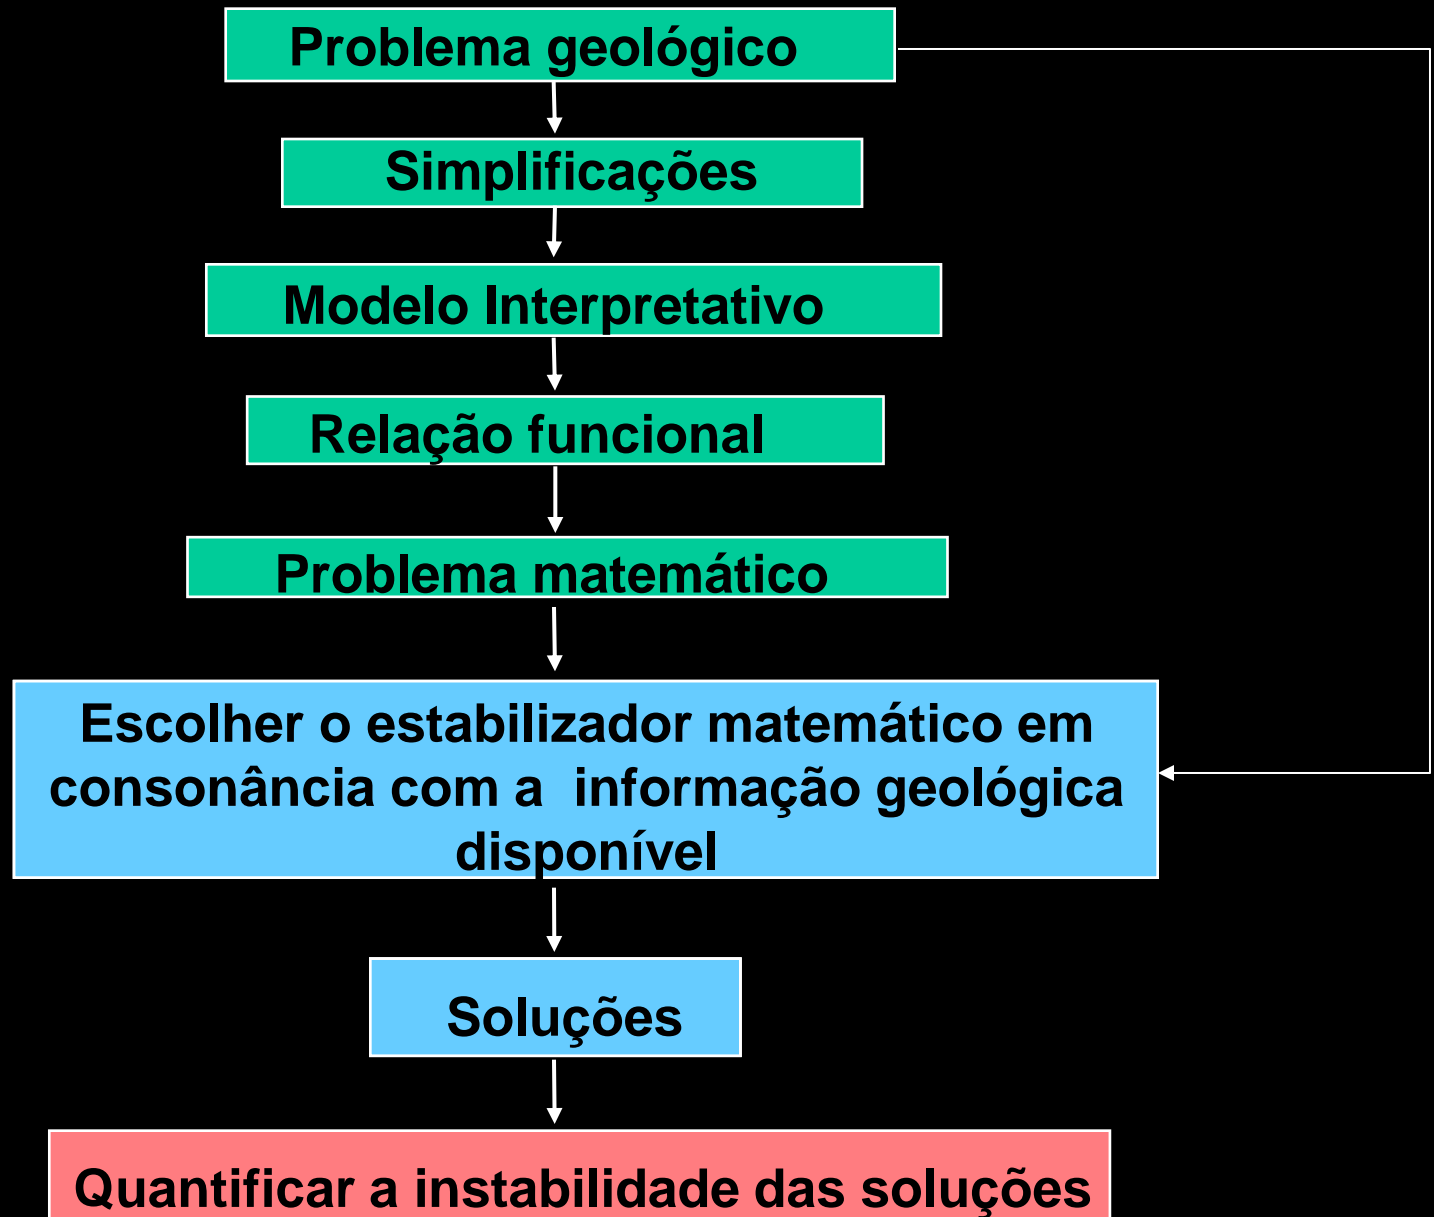 Problema geológico
Simplificações
Modelo Interpretativo
Relação funcional
Problema matemático
Escolher o estabilizador matemático em
consonância com a  informação geológica
disponível
Soluções
Quantificar a instabilidade das soluções